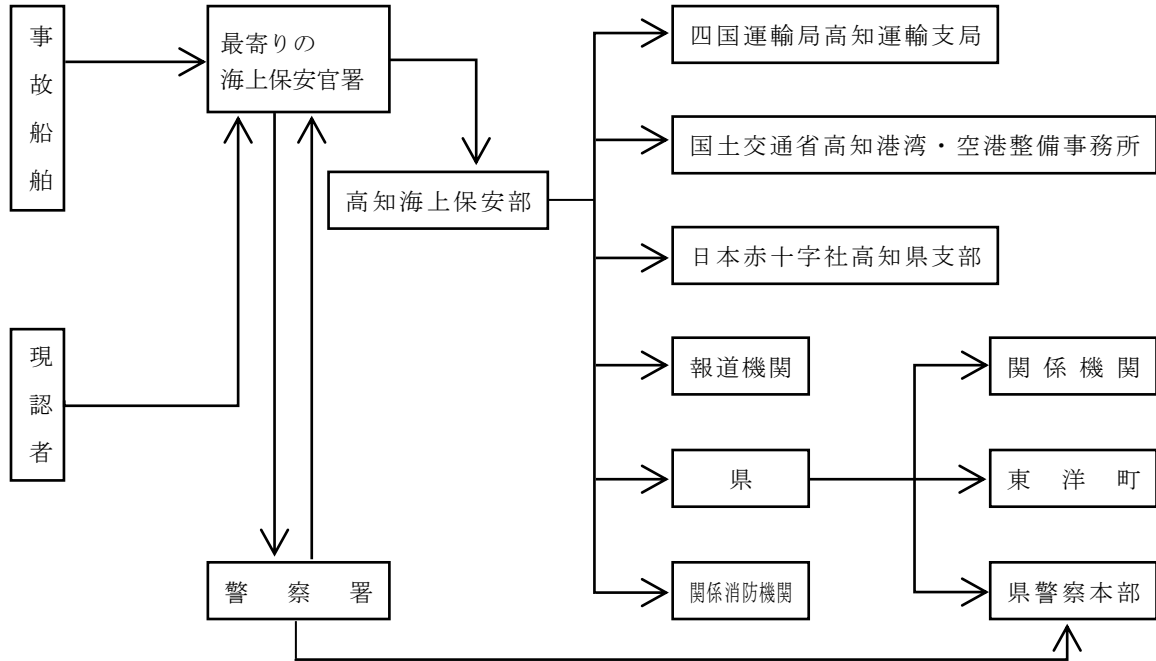 事故船舶
最寄りの
海上保安官署
四国運輸局高知運輸支局
国土交通省高知港湾・空港整備事務所
高知海上保安部
日本赤十字社高知県支部
現認者
報道機関
関係機関
県
東洋町
警察署
関係消防機関
県警察本部